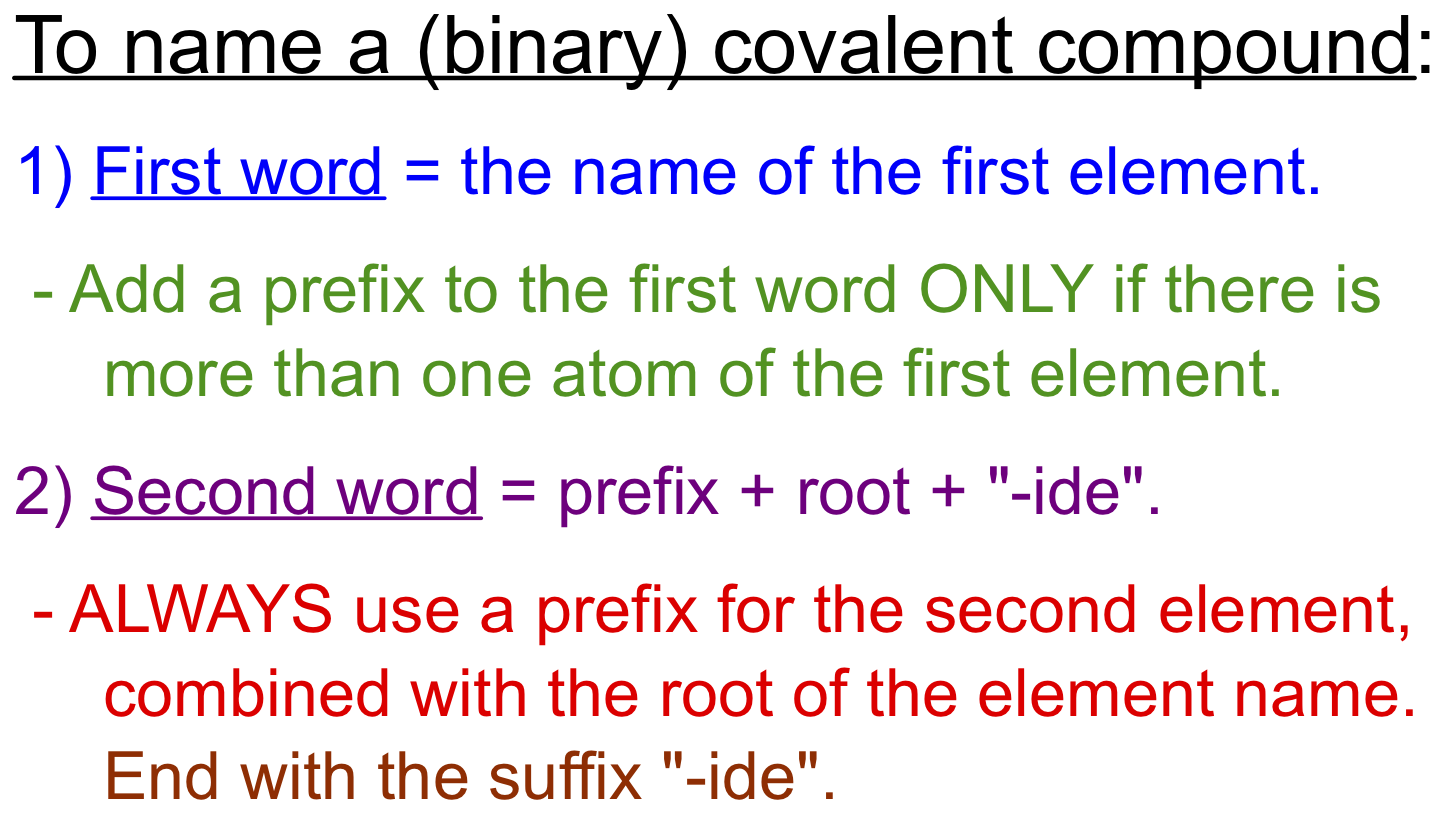 To name a (binary) covalent compound:
1) First word = the name of the first element.
- Add a prefix to the first word ONLY if there is
more than one atom of the first element.
2) Second word = prefix + root + "-ide".
- ALWAYS use a prefix for the second element,
combined with the root of the element name.
End with the suffix "-ide".